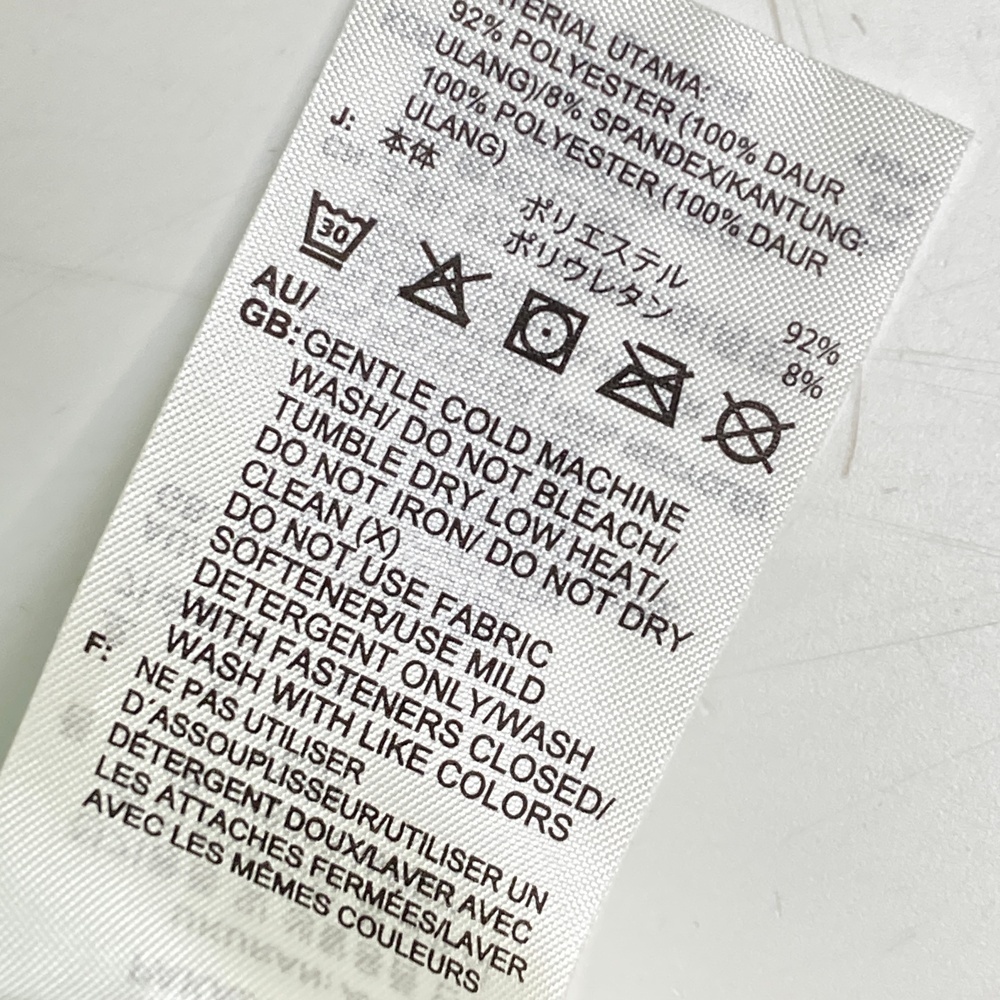 MATERIAL UTAMA:
92% POLYESTER (100% DAUR
ULANG)/8% SPANDEX/KANTUNG:
100% POLYESTER (100% DAUR
ULANG)
J: 本体
ポリエステル 92%
ポリウレタン 8%
30
AU/
GB: GENTLE COLD MACHINE
WASH/ DO NOT BLEACH/
TUMBLE DRY LOW HEAT/
DO NOT IRON/ DO NOT DRY
CLEAN (X)
DO NOT USE FABRIC
SOFTENER/USE MILD
DETERGENT ONLY/WASH
WITH FASTENERS CLOSED/
WASH WITH LIKE COLORS
F: NE PAS UTILISER
D'ASSOUPLISSEUR/UTILISER UN
DÉTERGENT DOUX/LAVER AVEC
LES ATTACHES FERMÉES/LAVER
AVEC LES MÊMES COULEURS